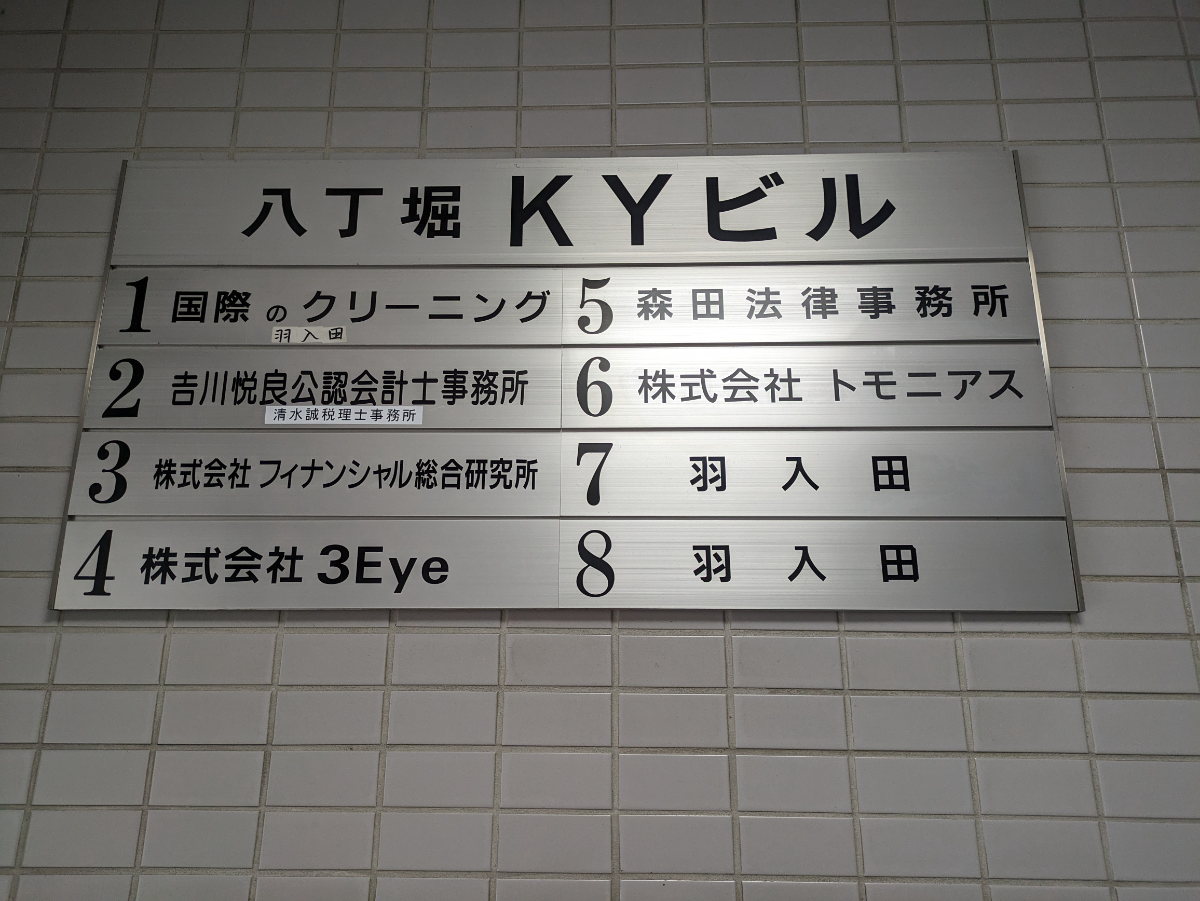 八丁堀 KYビル
1 国際 の クリーニング
羽入田
2 𠮷川悦良公認会計士事務所
清水誠税理士事務所
3 株式会社 フィナンシャル総合研究所
4 株式会社 3Eye
5 森田法律事務所
6 株式会社 トモニアス
7 羽入田
8 羽入田